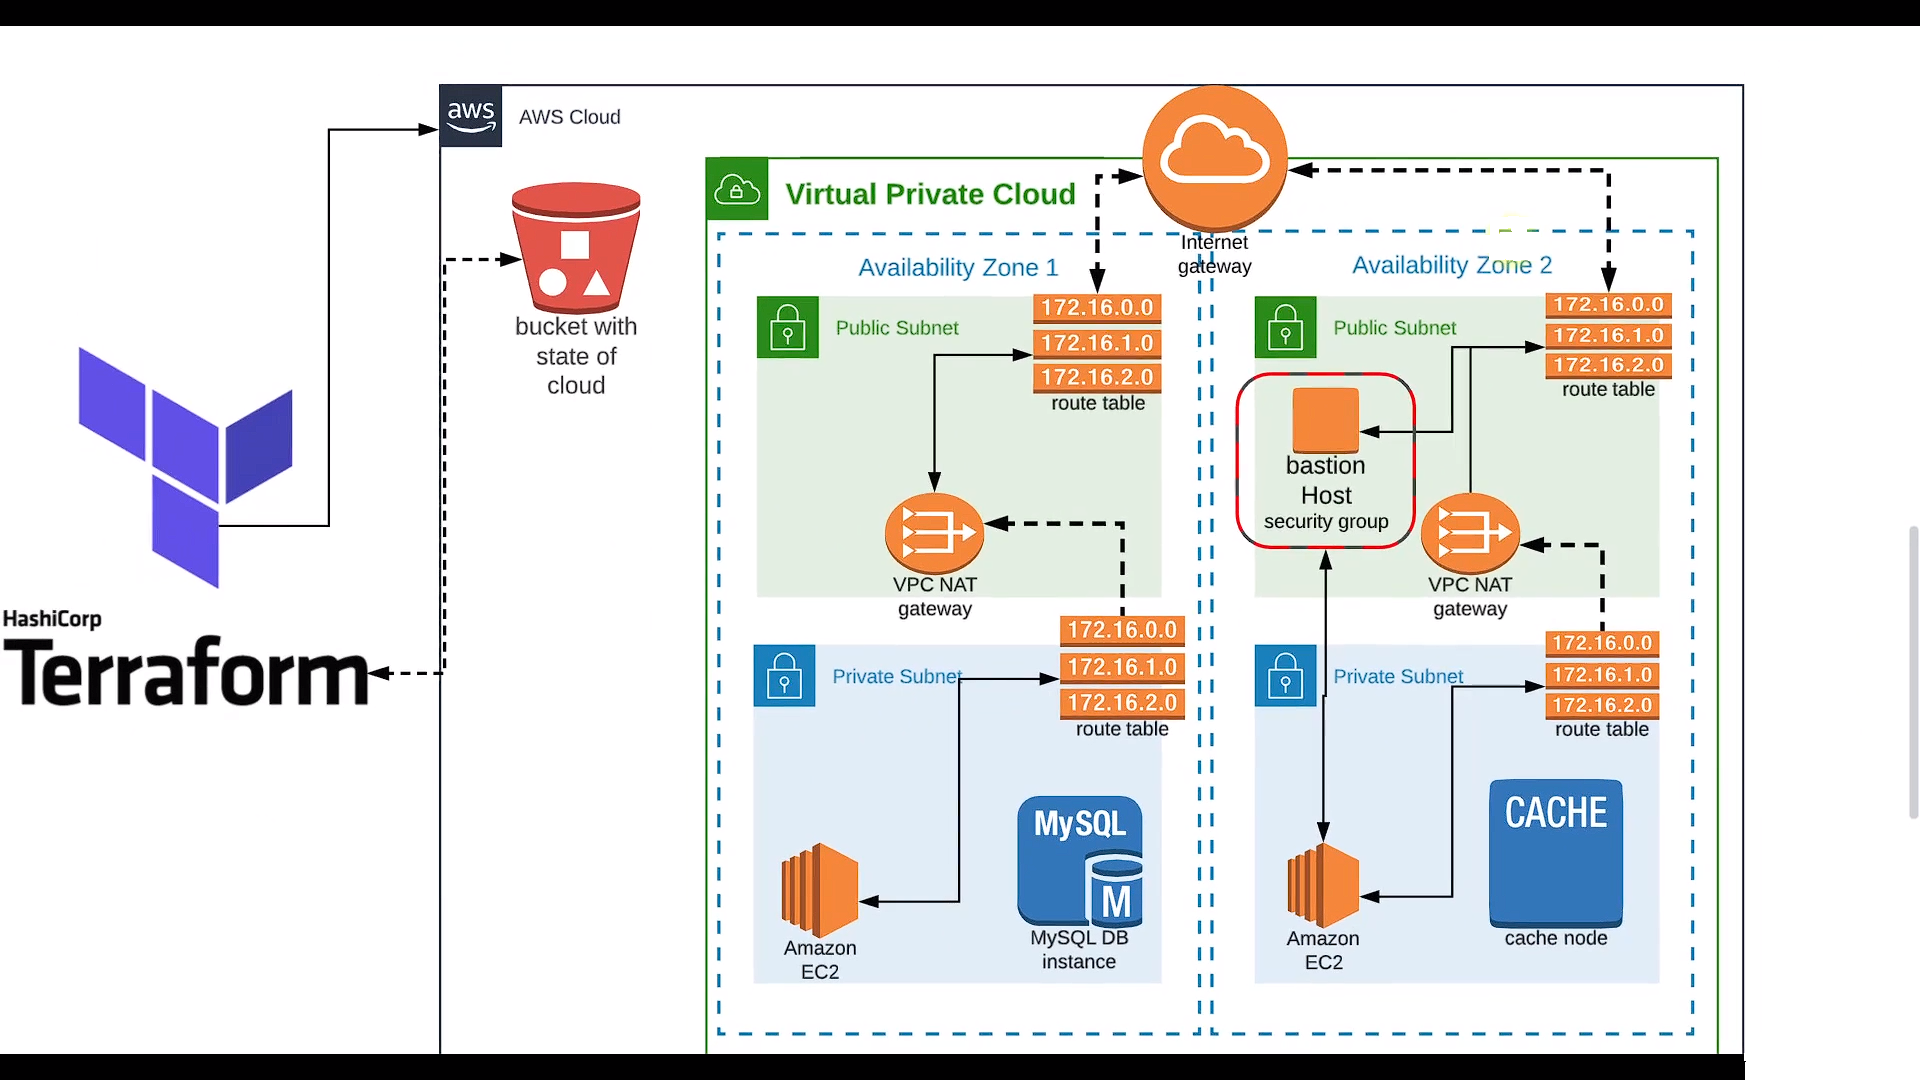 aws
AWS Cloud
bucket with
state of
cloud
HashiCorp
Terraform
Virtual Private Cloud
Internet
gateway
Availability Zone 1
Public Subnet
172.16.0.0
172.16.1.0
172.16.2.0
route table
VPC NAT
gateway
Private Subnet
172.16.0.0
172.16.1.0
172.16.2.0
route table
MySQL
M
MySQL DB
instance
Amazon
EC2
Availability Zone 2
Public Subnet
172.16.0.0
172.16.1.0
172.16.2.0
route table
bastion
Host
security group
VPC NAT
gateway
Private Subnet
172.16.0.0
172.16.1.0
172.16.2.0
route table
CACHE
cache node
Amazon
EC2